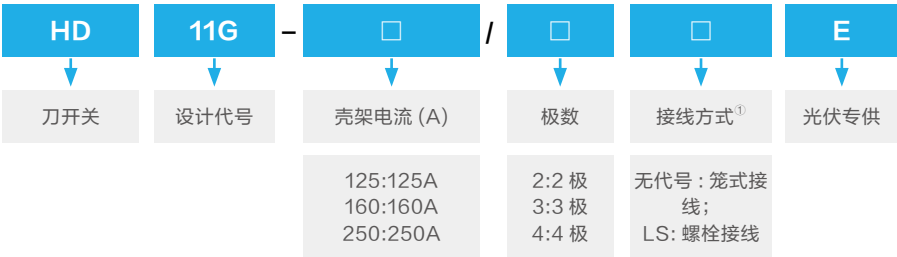 HD 11G – □ / □ □ E
刀开关 设计代号 壳架电流 (A) 极数 接线方式① 光伏专供
125:125A 2:2 极 无代号 : 笼式接
160:160A 3:3 极 线;
250:250A 4:4 极 LS: 螺栓接线